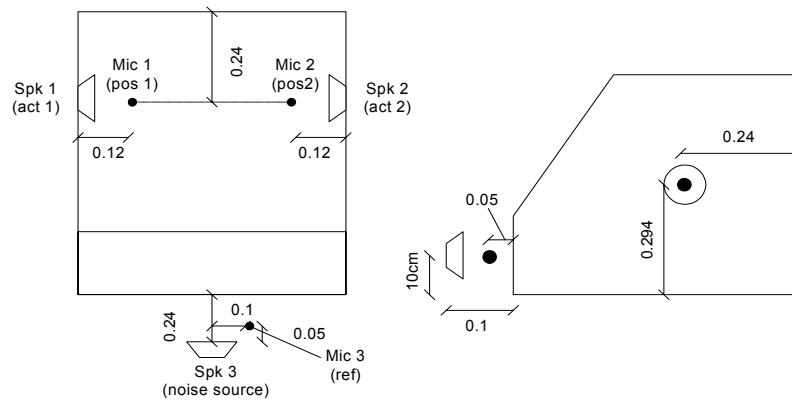 0.24
Mic 1
(pos 1)
Mic 2
(pos2)
Spk 1
(act 1)
Spk 2
(act 2)
0.12
0.12
0.24
0.1
0.05
Mic 3
(ref)
Spk 3
(noise source)
0.24
0.05
0.294
10cm
0.1